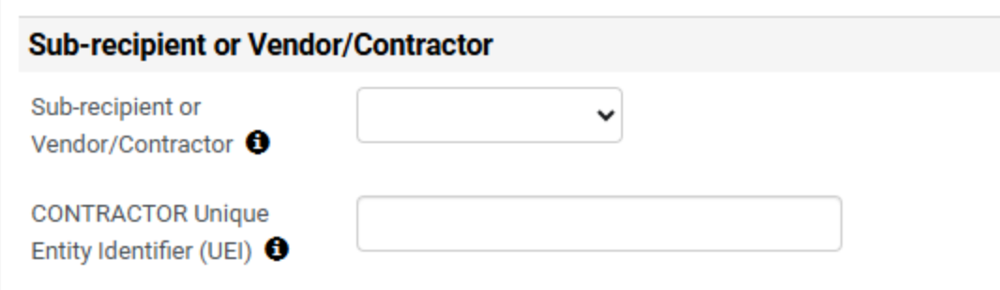 Sub-recipient or Vendor/Contractor
Sub-recipient or
Vendor/Contractor
CONTRACTOR Unique
Entity Identifier (UEI)